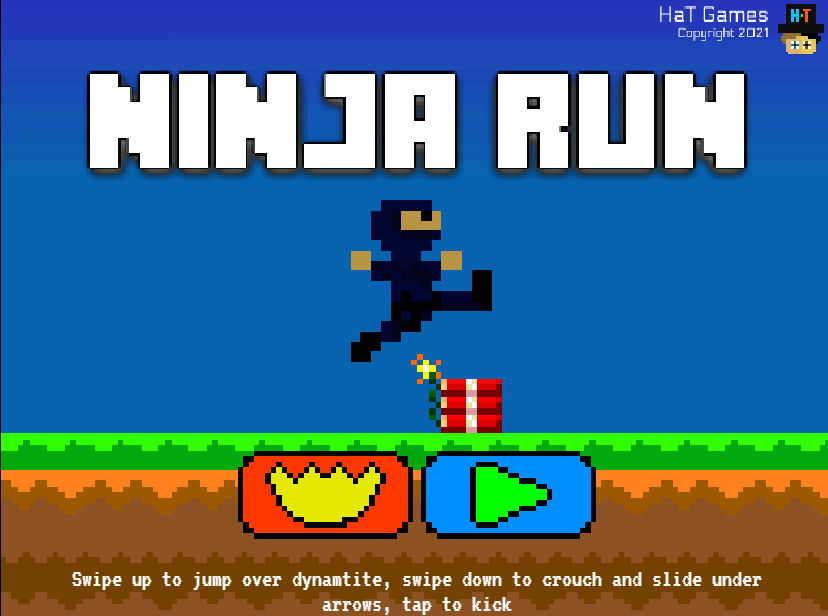 HaT Games
Copyright 2021
H·T
NINJA RUN
Swipe up to jump over dynamtite, swipe down to crouch and slide under
arrows, tap to kick